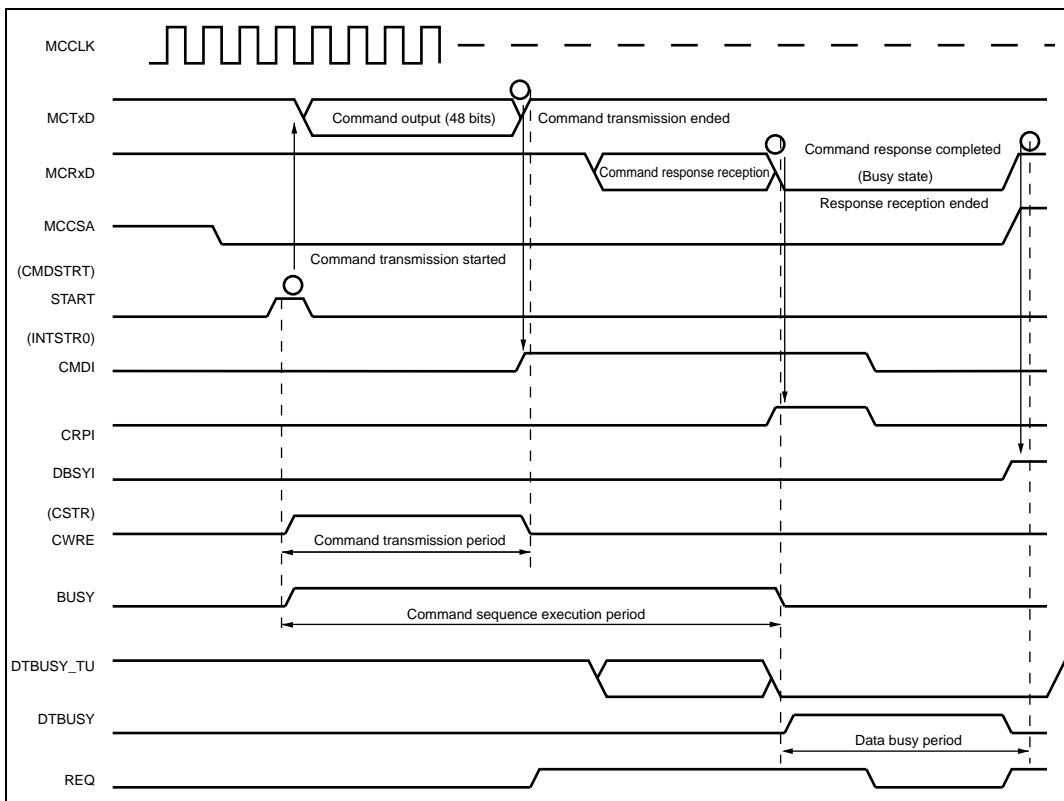 MCCLK
MCTxD
Command output (48 bits)
Command transmission ended
MCRxD
Command response reception
Command response completed
(Busy state)
Response reception ended
MCCSA
Command transmission started
(CMDSTRT)
START
(INTSTR0)
CMDI
CRPI
DBSYI
(CSTR)
CWRE
Command transmission period
BUSY
Command sequence execution period
DTBUSY_TU
DTBUSY
Data busy period
REQ